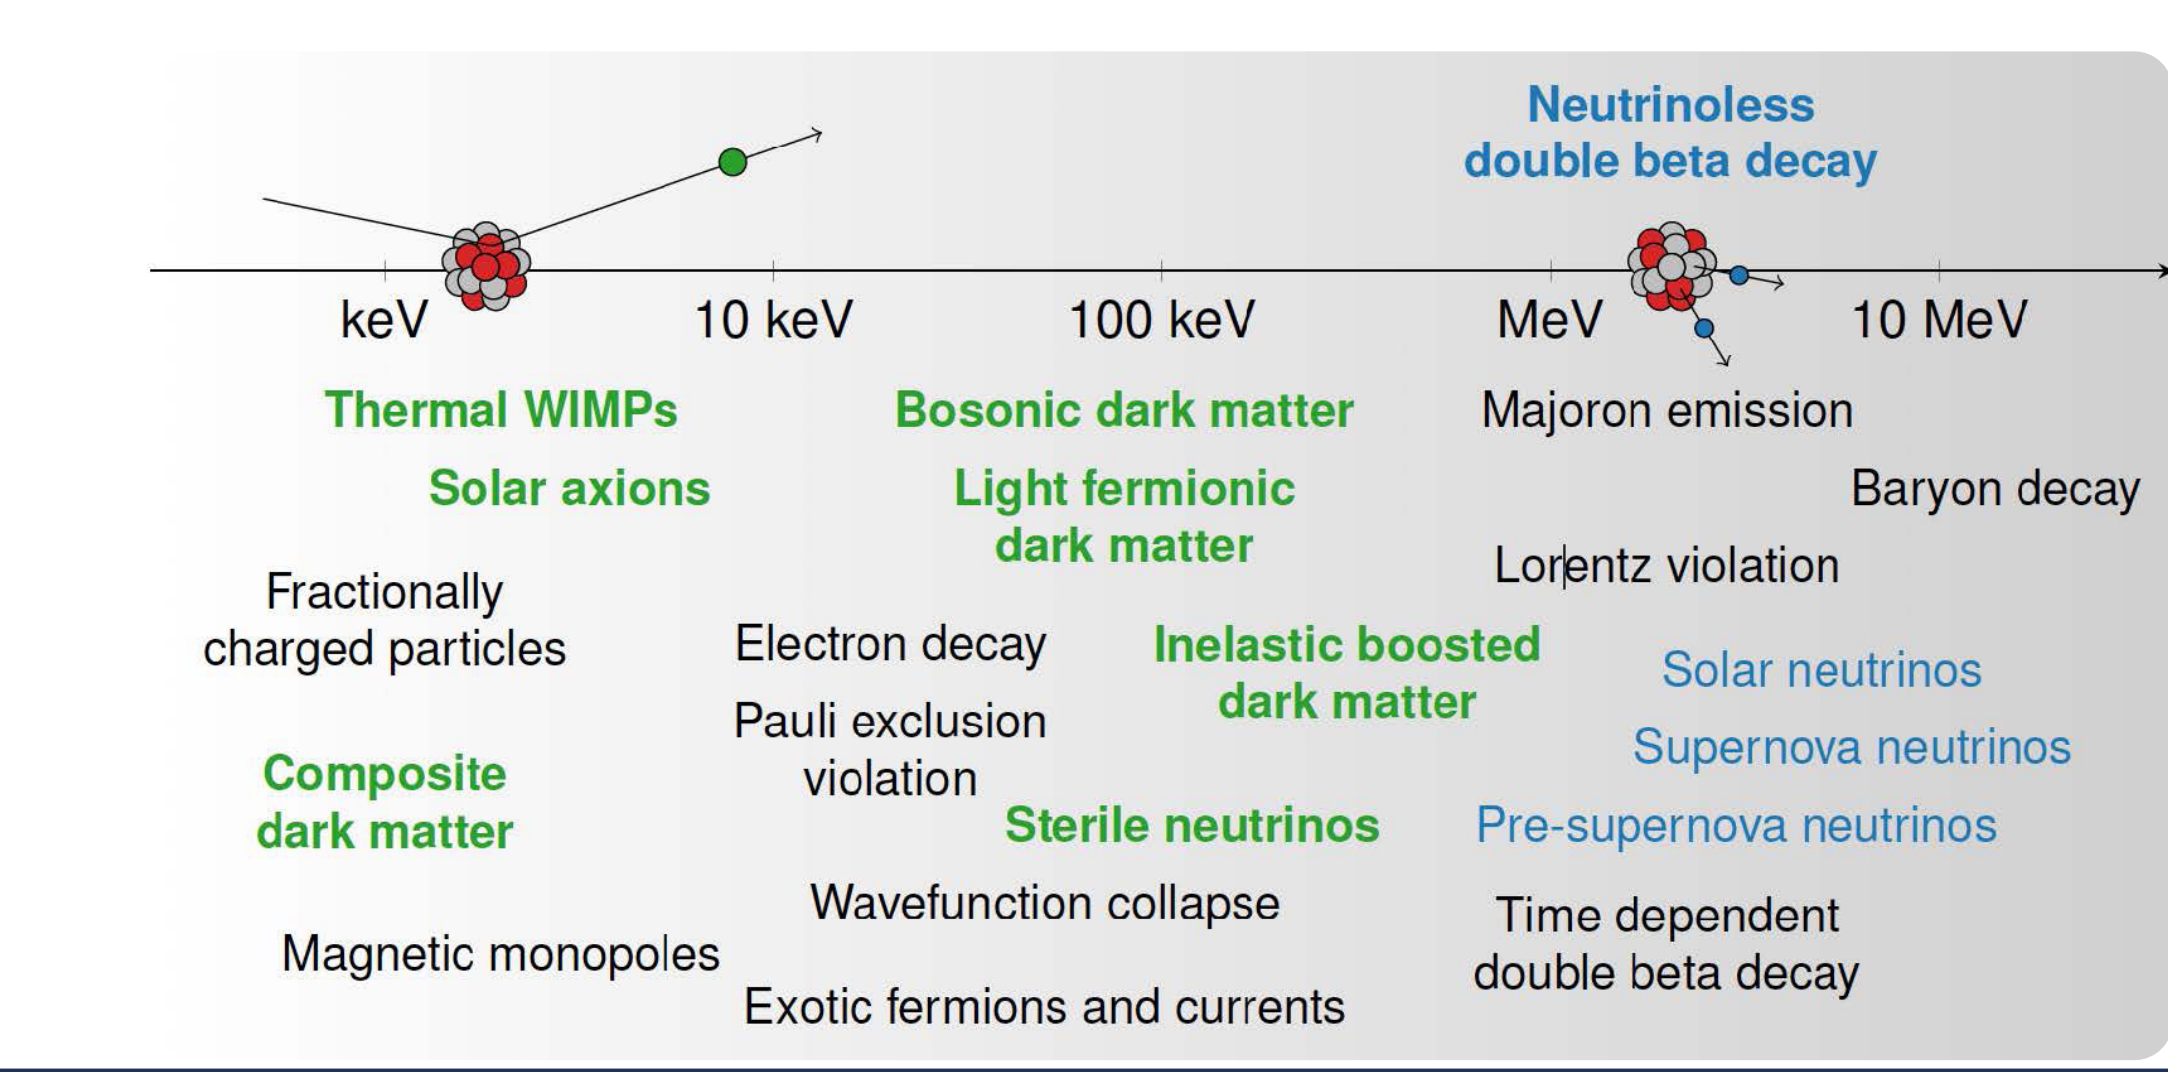 Neutrinoless
double beta decay
keV
10 keV
100 keV
MeV
10 MeV
Thermal WIMPs
Bosonic dark matter
Majoron emission
Solar axions
Light fermionic
dark matter
Baryon decay
Lorentz violation
Fractionally
charged particles
Electron decay
Inelastic boosted
dark matter
Solar neutrinos
Pauli exclusion
violation
Supernova neutrinos
Composite
dark matter
Sterile neutrinos
Pre-supernova neutrinos
Wavefunction collapse
Time dependent
double beta decay
Magnetic monopoles
Exotic fermions and currents